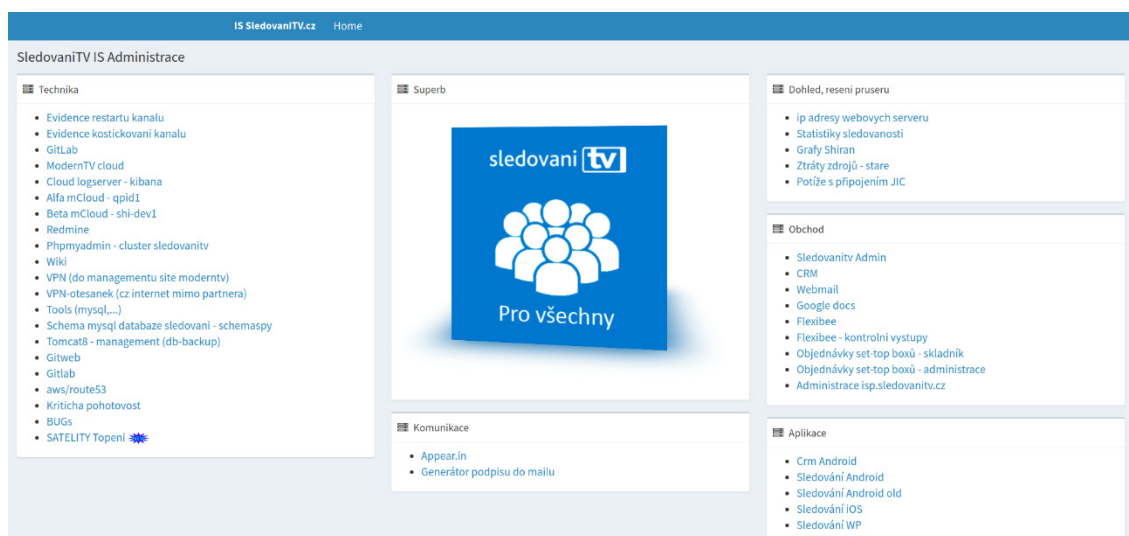 IS SledovaniTV.cz Home
SledovaniTV IS Administrace
Technika
Evidence restartu kanalu
Evidence kostickovani kanalu
GitLab
ModernTV cloud
Cloud logserver - kibana
Alfa mCloud - qpid1
Beta mCloud - shi-dev1
Redmine
Phpmyadmin - cluster sledovanitv
Wiki
VPN (do managementu site moderntv)
VPN-otesanek (cz internet mimo partnera)
Tools (mysql,...)
Schema mysql databaze sledovani - schemaspy
Tomcat8 - management (db-backup)
Gitweb
Gitlab
aws/route53
Kriticha pohotovost
BUGs
SATELITY Topeni
Superb
sledovani tv
Pro všechny
Komunikace
Appear.in
Generátor podpisu do mailu
Dohled, reseni pruseru
ip adresy webovych serveru
Statistiky sledovanosti
Grafy Shiran
Ztráty zdrojů - stare
Potíže s připojením JIC
Obchod
Sledovanitv Admin
CRM
Webmail
Google docs
Flexibee
Flexibee - kontrolni vystupy
Objednávky set-top boxů - skladník
Objednávky set-top boxů - administrace
Administrace isp.sledovanitv.cz
Aplikace
Crm Android
Sledování Android
Sledování Android old
Sledování iOS
Sledování WP